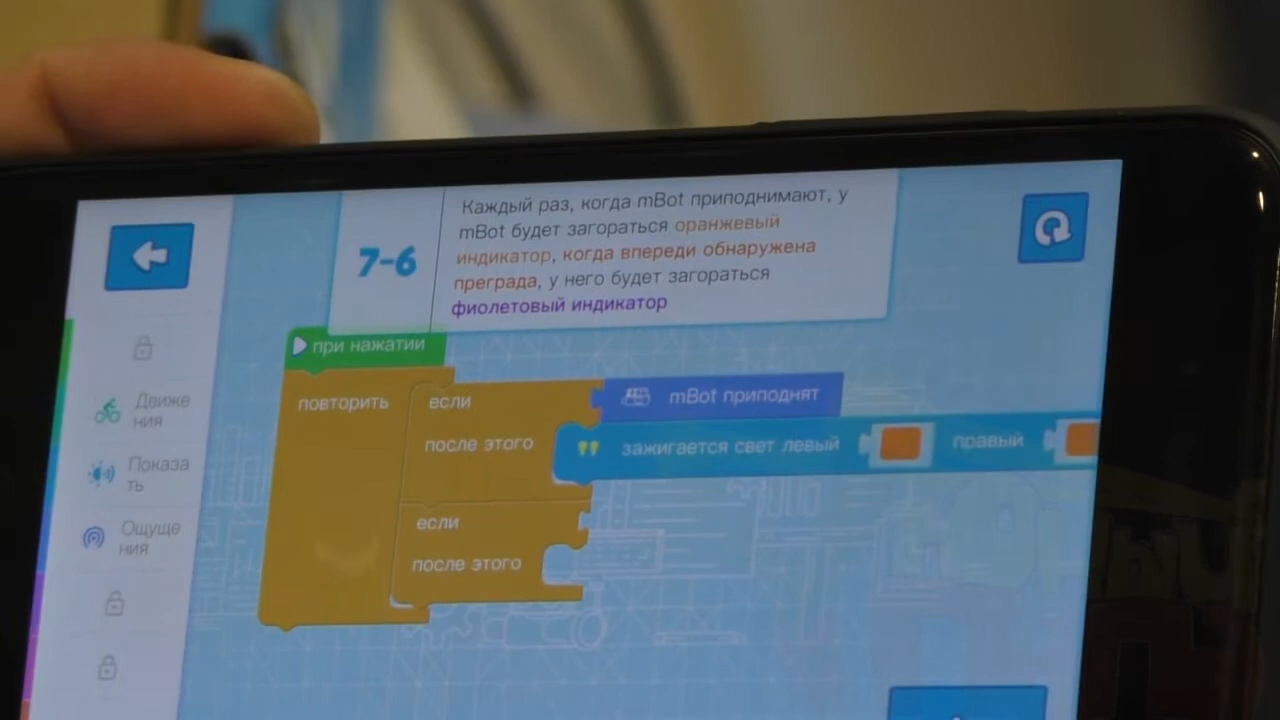 Каждый раз, когда mBot приподнимают, у
mBot будет загораться оранжевый
индикатор, когда впереди обнаружена
преграда, у него будет загораться
фиолетовый индикатор
7-6
при нажатии
повторить
если
mBot приподнят
после этого
зажигается свет левый
правый
если
после этого
Движе
ния
Показа
ть
Ощуще
ния